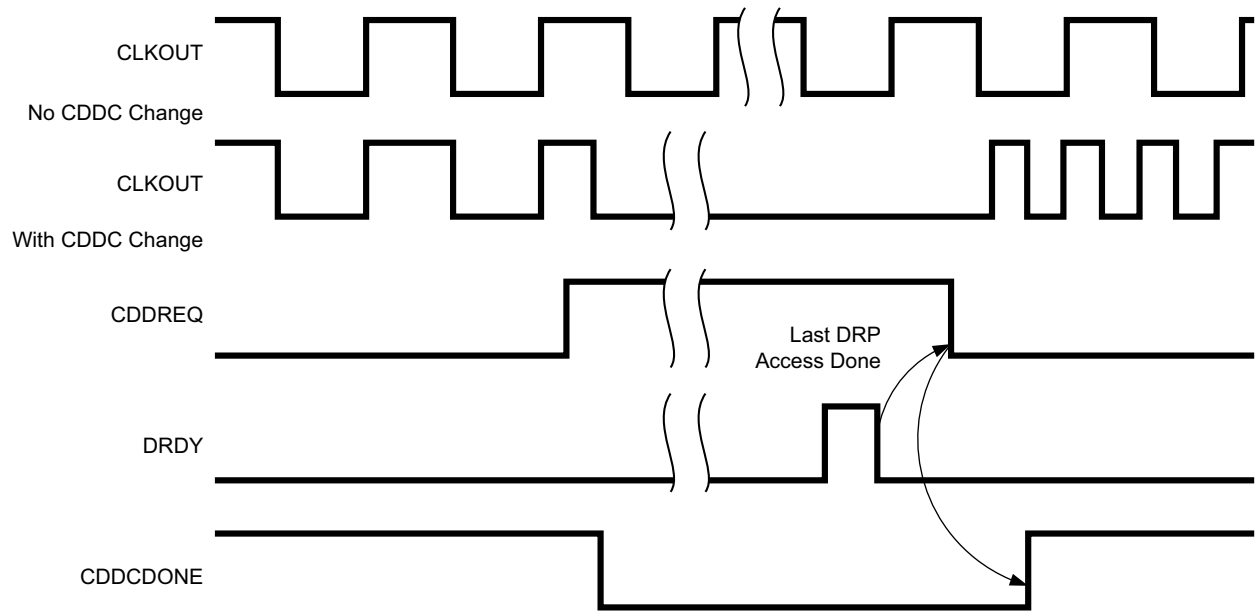 CLKOUT
No CDDC Change
CLKOUT
With CDDC Change
CDDREQ
Last DRP
Access Done
DRDY
CDDCDONE